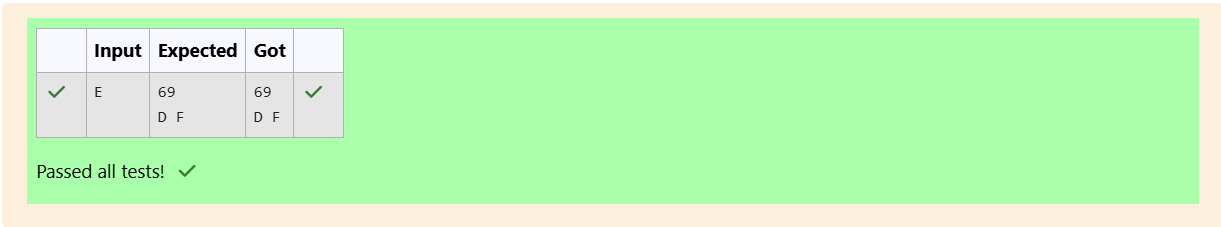 Input Expected Got
E 69 69
D F D F
Passed all tests!